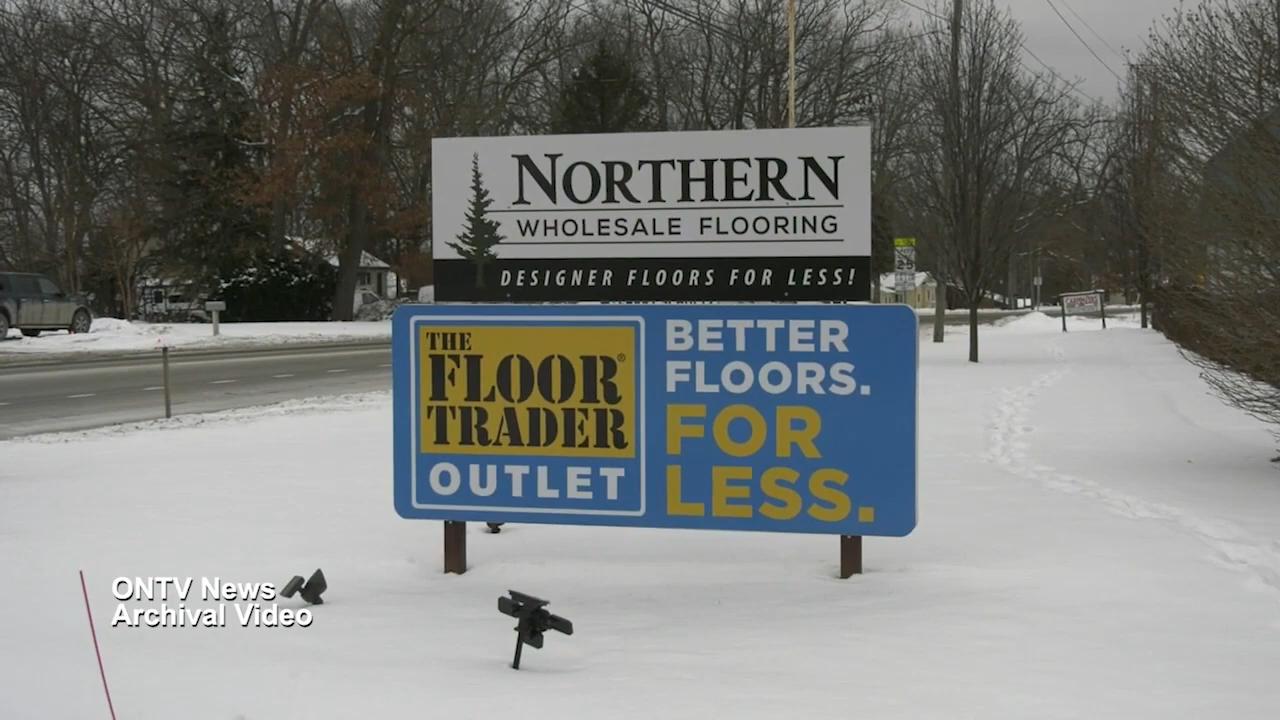 NORTHERN
WHOLESALE FLOORING
DESIGNER FLOORS FOR LESS!
THE
FLOOR®
TRADER
OUTLET
BETTER
FLOORS.
FOR
LESS.
ONTV News
Archival Video